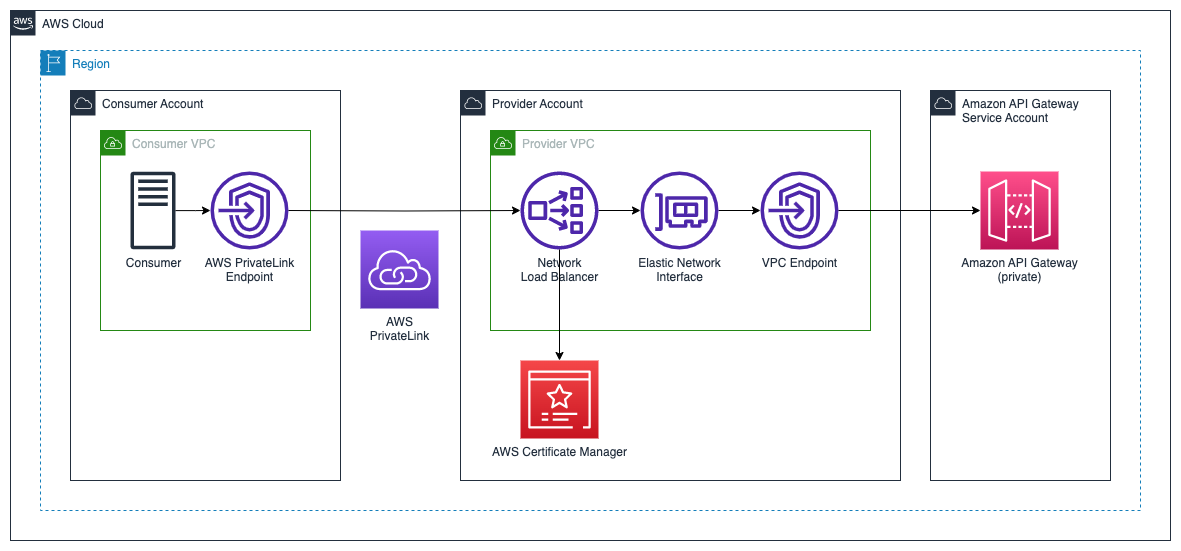 aws
AWS Cloud
Region
Consumer Account
Provider Account
Amazon API Gateway
Service Account
Consumer VPC
Provider VPC
Consumer
AWS PrivateLink
Endpoint
Network
Load Balancer
Elastic Network
Interface
VPC Endpoint
Amazon API Gateway
(private)
AWS
PrivateLink
AWS Certificate Manager